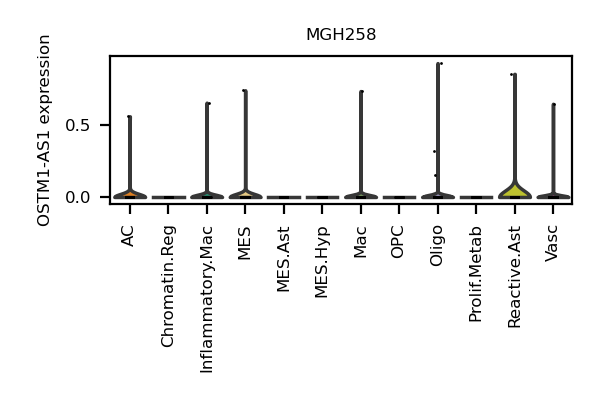 MGH258
OSTM1-AS1 expression
0.5
0.0
AC
Chromatin.Reg
Inflammatory.Mac
MES
MES.Ast
MES.Hyp
Mac
OPC
Oligo
Prolif.Metab
Reactive.Ast
Vasc